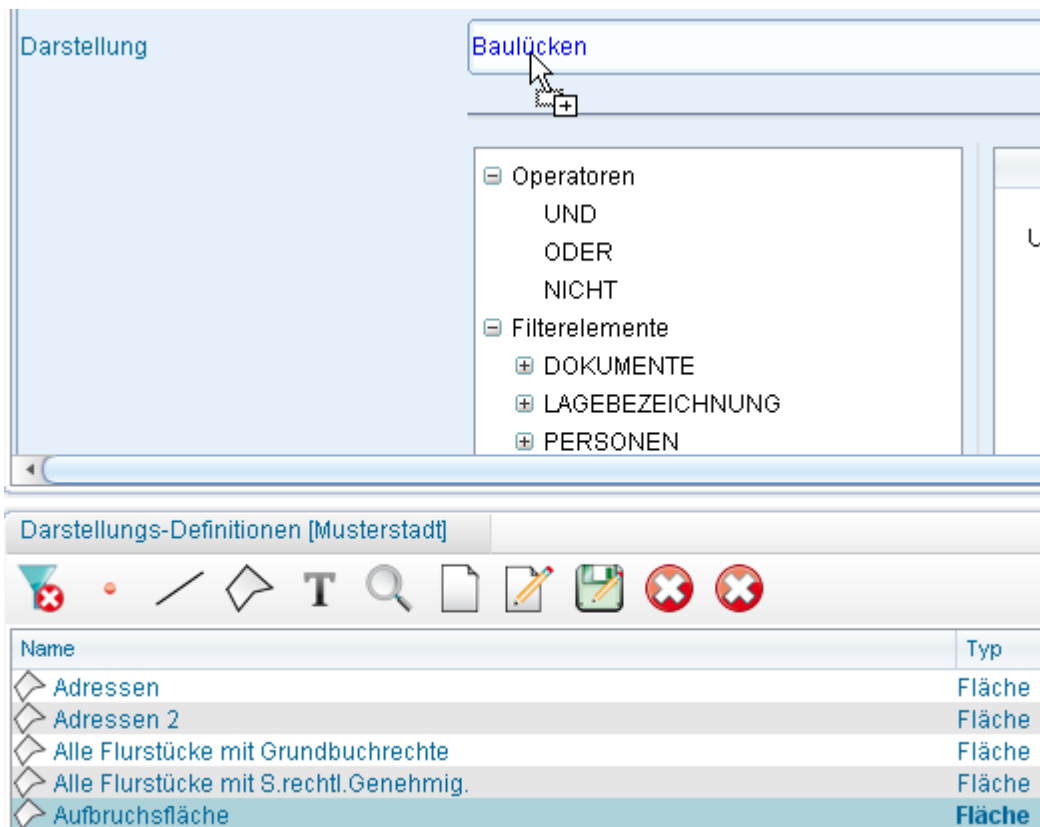 Darstellung
Baulücken
Operatoren
UND
ODER
NICHT
Filterelemente
DOKUMENTE
LAGEBEZEICHNUNG
PERSONEN
Darstellungs-Definitionen [Musterstadt]
T
Name Typ
Adressen Fläche
Adressen 2 Fläche
Alle Flurstücke mit Grundbuchrechte Fläche
Alle Flurstücke mit S.rechtl.Genehmig. Fläche
Aufbruchsfläche Fläche